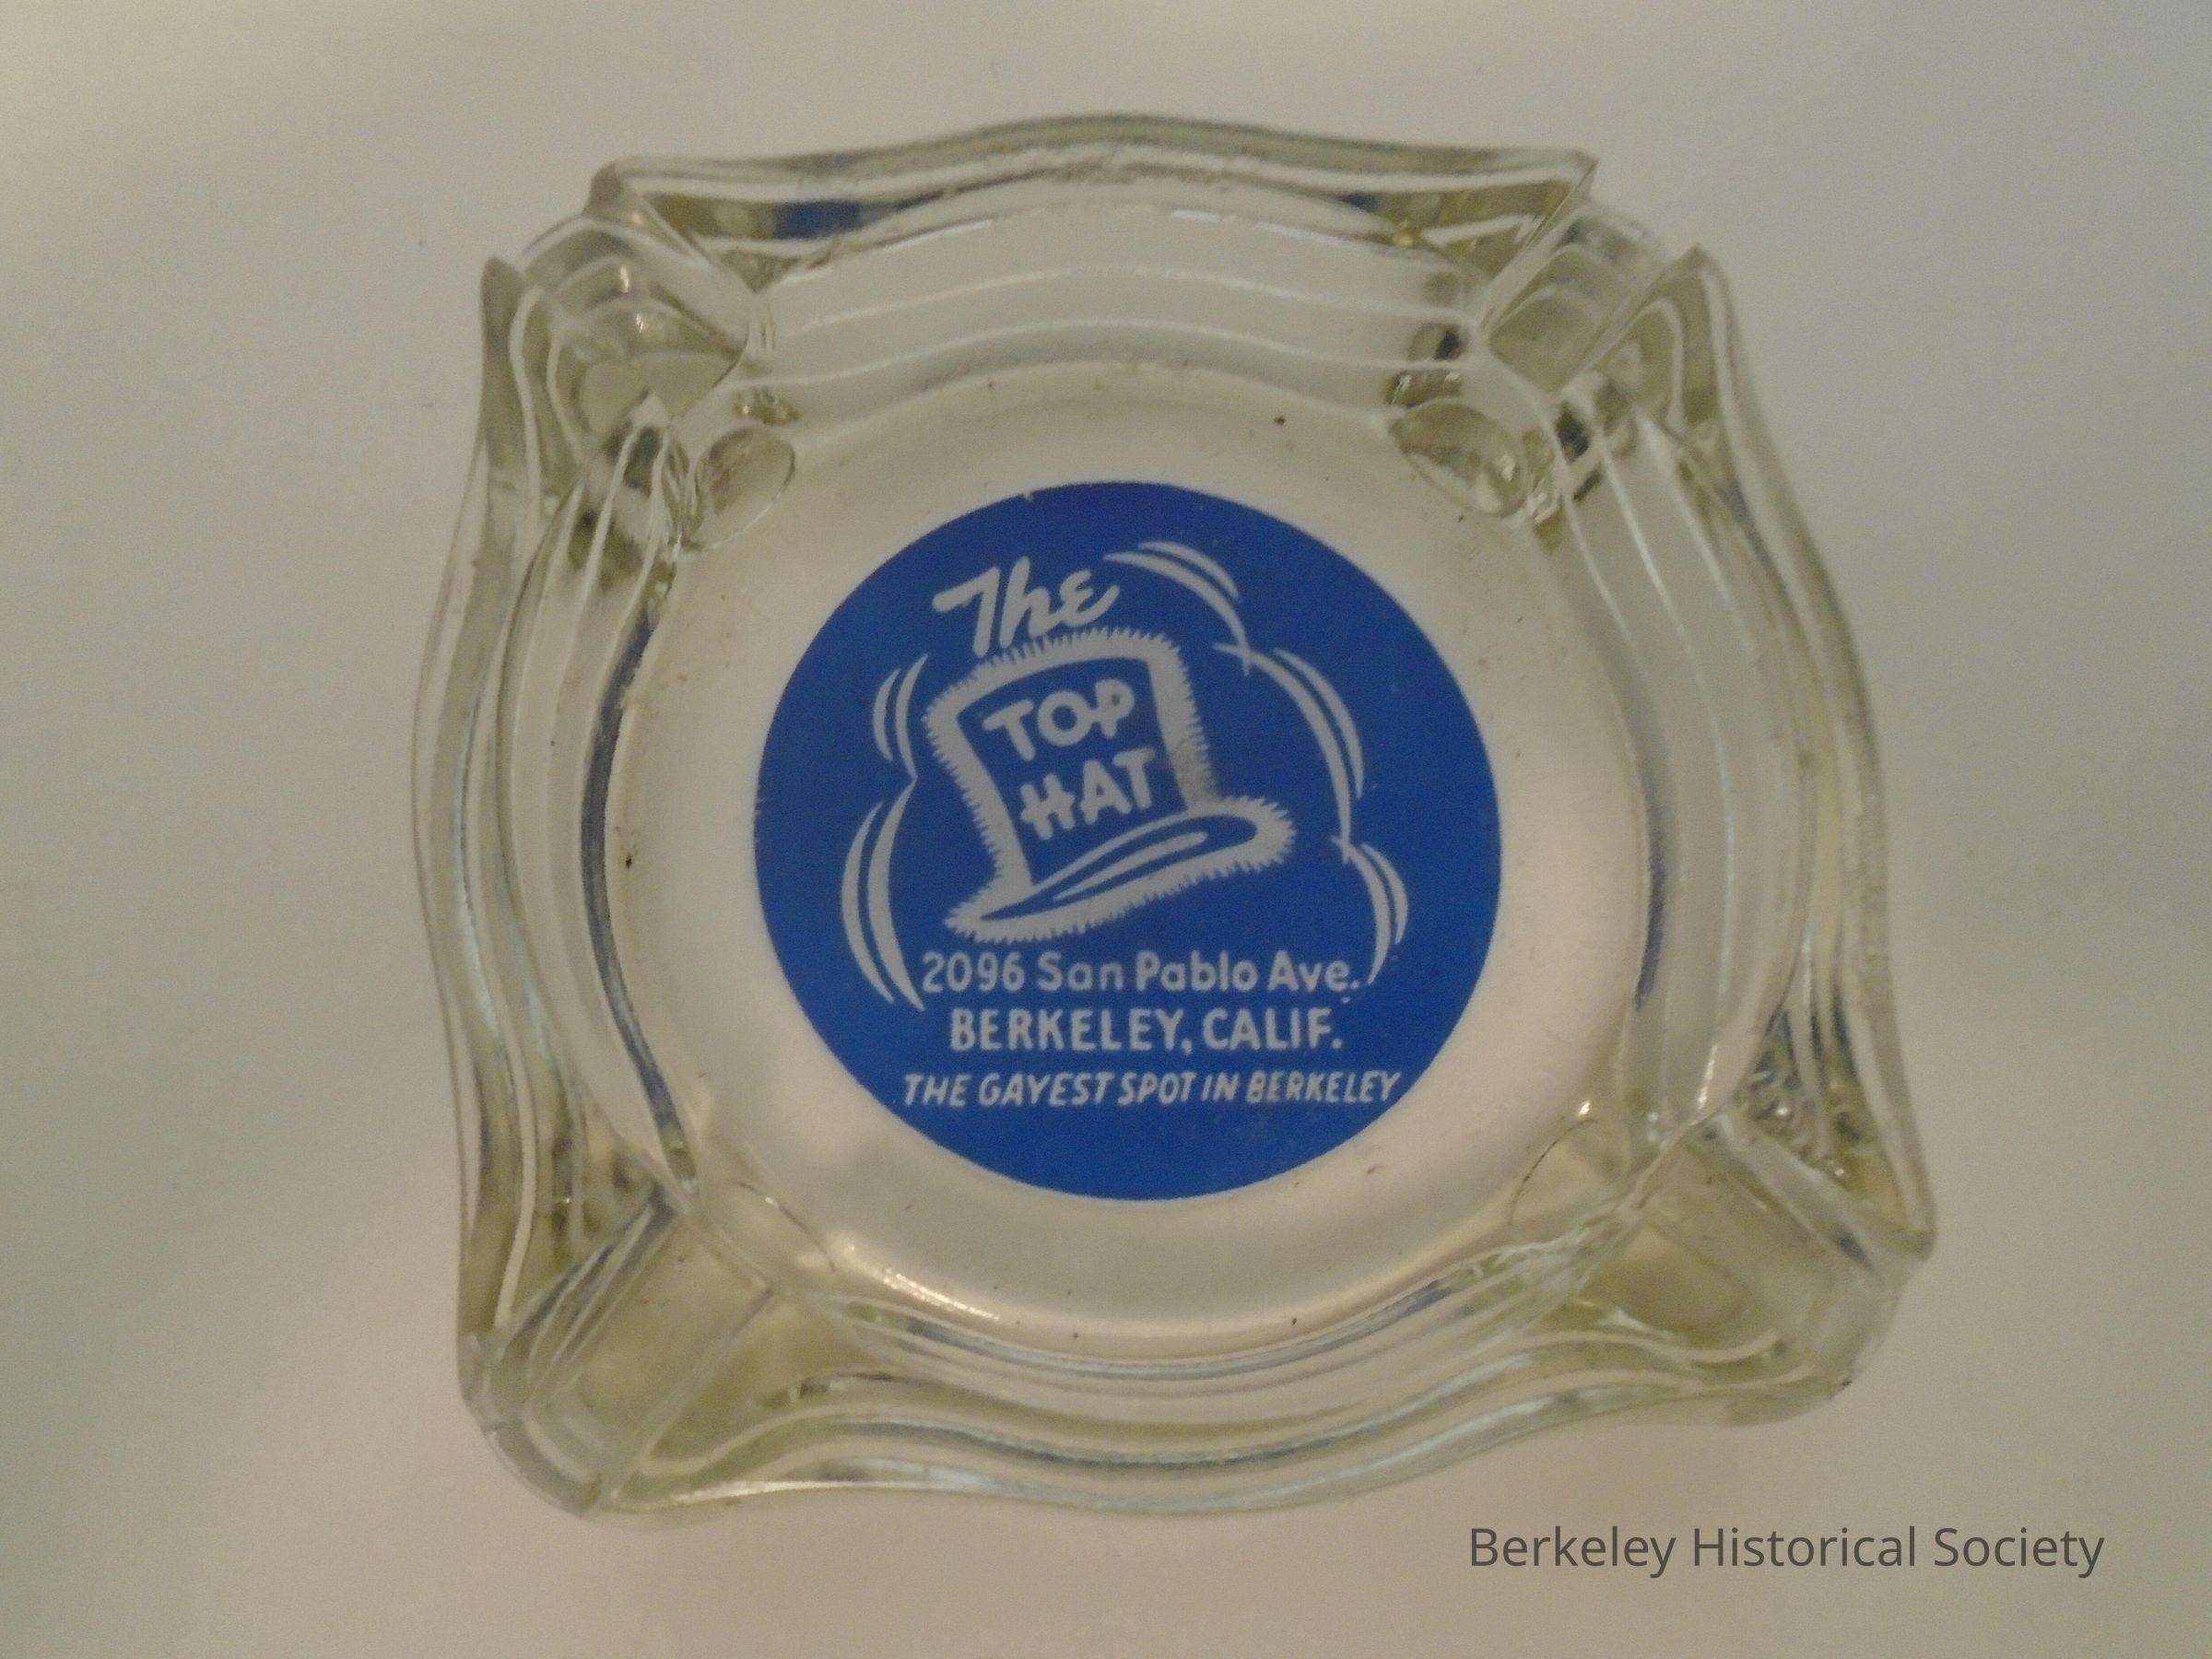 The
TOP
HAT
2096 San Pablo Ave.
BERKELEY, CALIF.
THE GAYEST SPOT IN BERKELEY
Berkeley Historical Society